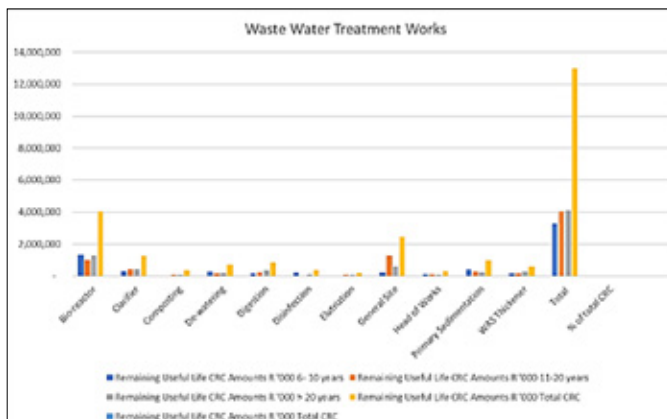 Waste Water Treatment Works
14,000,000
12,000,000
10,000,000
8,000,000
6,000,000
4,000,000
2,000,000
-
Bio-reactor
Clarifier
Composting
De-watering
Digestion
Disinfection
Elutriation
General Site
Head of Works
Primary Sedimentation
WAS Thickener
Total
% of total CRC
Remaining Useful Life CRC Amounts R '000 6- 10 years Remaining Useful Life CRC Amounts R '000 11-20 years
Remaining Useful Life CRC Amounts R '000 > 20 years Remaining Useful Life CRC Amounts R '000 Total CRC
Remaining Useful Life CRC Amounts R '000 Total CRC